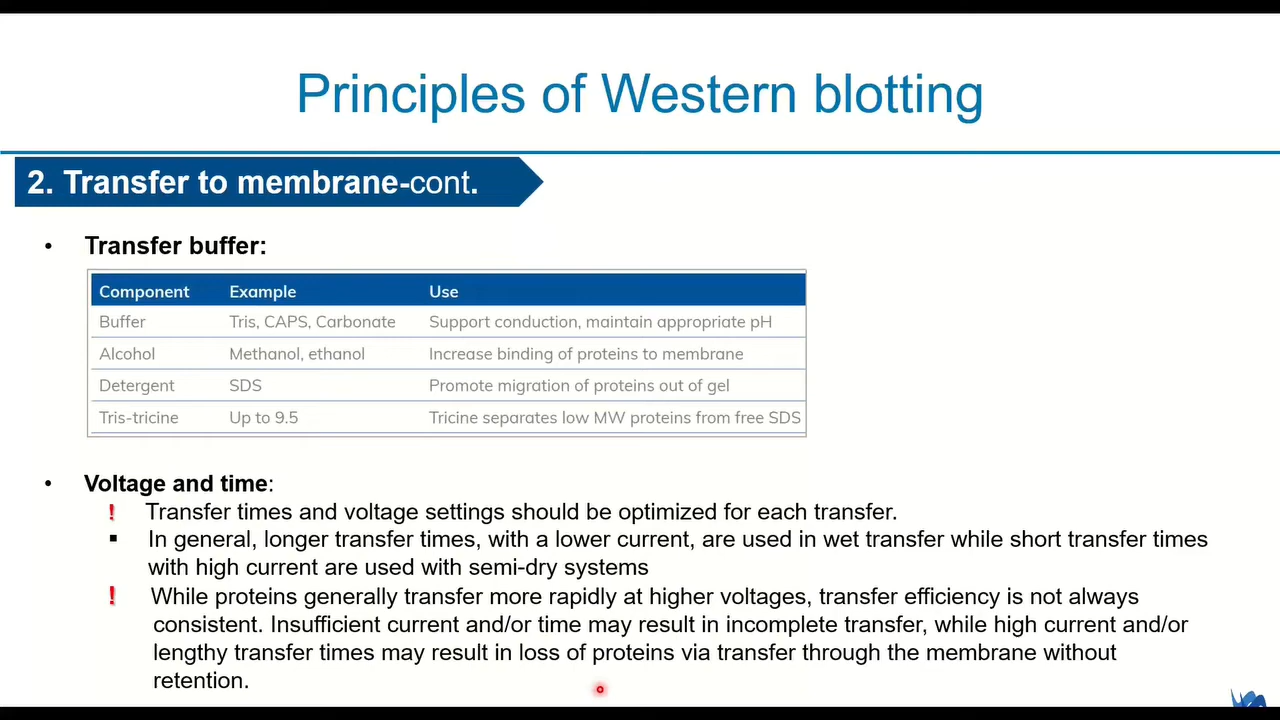 Principles of Western blotting
2. Transfer to membrane-cont.
• Transfer buffer:
Component Example Use
Buffer Tris, CAPS, Carbonate Support conduction, maintain appropriate pH
Alcohol Methanol, ethanol Increase binding of proteins to membrane
Detergent SDS Promote migration of proteins out of gel
Tris-tricine Up to 9.5 Tricine separates low MW proteins from free SDS
• Voltage and time:
! Transfer times and voltage settings should be optimized for each transfer.
▪ In general, longer transfer times, with a lower current, are used in wet transfer while short transfer times
with high current are used with semi-dry systems
! While proteins generally transfer more rapidly at higher voltages, transfer efficiency is not always
consistent. Insufficient current and/or time may result in incomplete transfer, while high current and/or
lengthy transfer times may result in loss of proteins via transfer through the membrane without
retention.